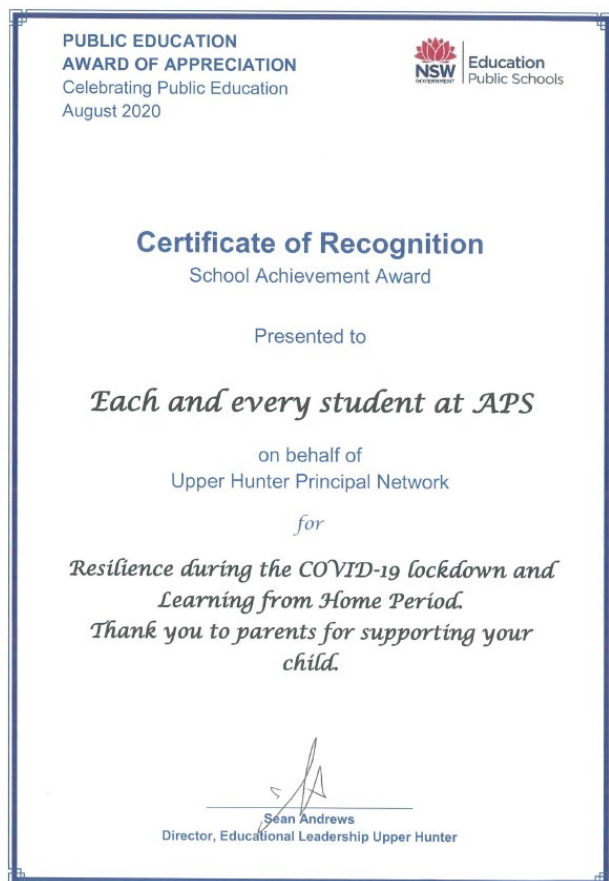 PUBLIC EDUCATION
AWARD OF APPRECIATION
Celebrating Public Education
August 2020
NSW
GOVERNMENT
Education
Public Schools
Certificate of Recognition
School Achievement Award
Presented to
Each and every student at APS
on behalf of
Upper Hunter Principal Network
for
Resilience during the COVID-19 lockdown and
Learning from Home Period.
Thank you to parents for supporting your
child.
Sean Andrews
Director, Educational Leadership Upper Hunter